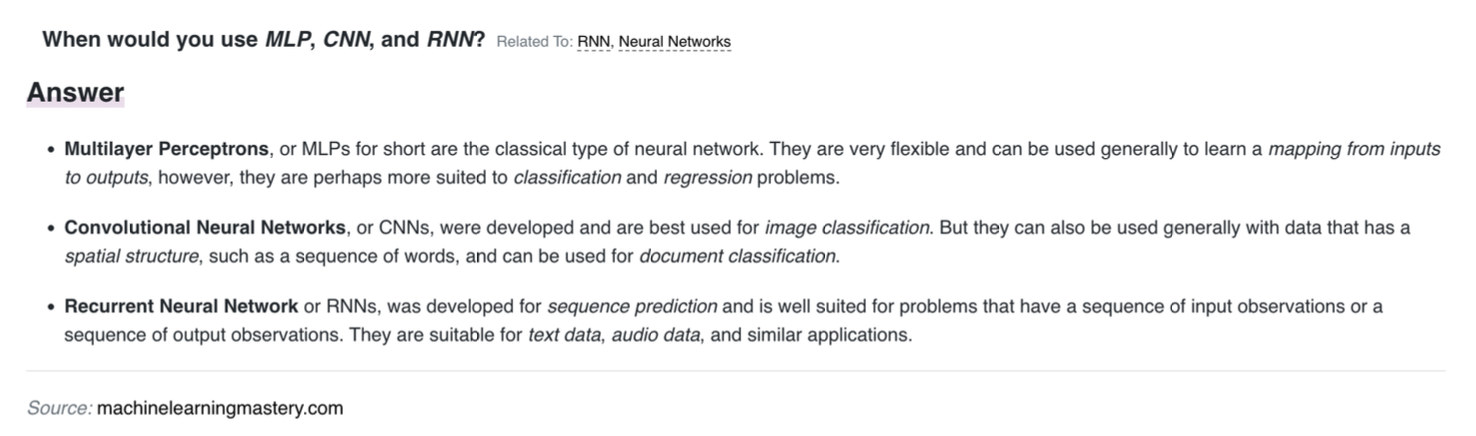 When would you use MLP, CNN, and RNN? Related To: RNN, Neural Networks
Answer
• Multilayer Perceptrons, or MLPs for short are the classical type of neural network. They are very flexible and can be used generally to learn a mapping from inputs
to outputs, however, they are perhaps more suited to classification and regression problems.
• Convolutional Neural Networks, or CNNs, were developed and are best used for image classification. But they can also be used generally with data that has a
spatial structure, such as a sequence of words, and can be used for document classification.
• Recurrent Neural Network or RNNs, was developed for sequence prediction and is well suited for problems that have a sequence of input observations or a
sequence of output observations. They are suitable for text data, audio data, and similar applications.
Source: machinelearningmastery.com